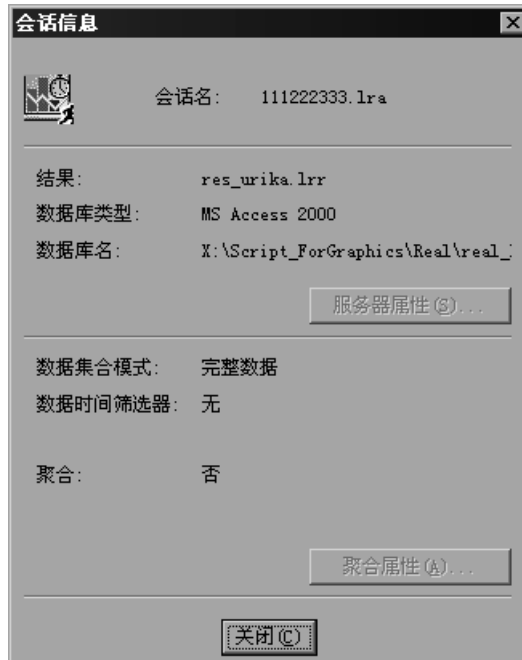 会话信息
会话名: 111222333.lra
结果: res_urika.lrr
数据库类型: MS Access 2000
数据库名: X:\Script_ForGraphics\Real\real_
服务器属性(S)...
数据集合模式: 完整数据
数据时间筛选器: 无
聚合: 否
聚合属性(A)...
关闭(C)